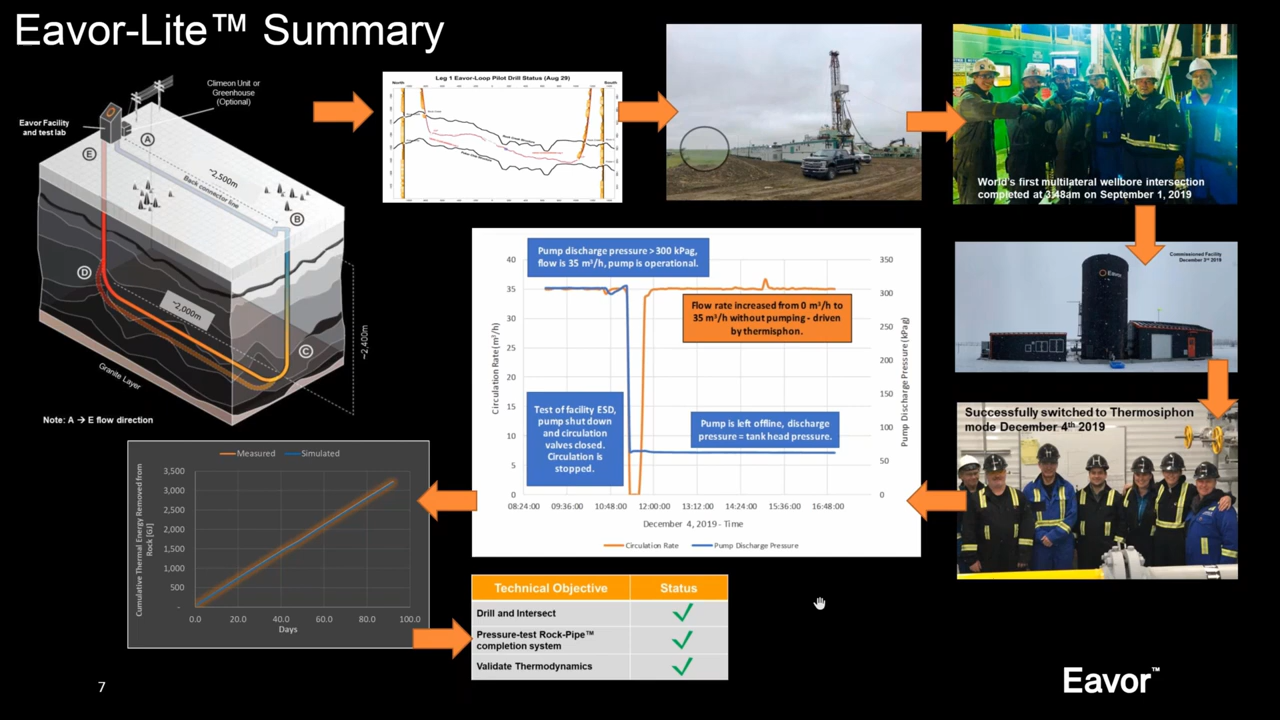 Eavor-Lite™ Summary
Climeon Unit or
Greenhouse
(Optional)
Eavor Facility
and test lab
A
E
~2,500m
Back connector line
B
D
~2,000m
C
~2,400m
Granite Layer
Note: A → E flow direction
Leg 1 Eavor-Loop Pilot Drill Status (Aug 29)
North
South
World's first multilateral wellbore intersection
completed at 3:48am on September 1, 2019
Commissioned Facility
December 3rd 2019
Eavor
Successfully switched to Thermosiphon
mode December 4th 2019
Pump discharge pressure > 300 kPag,
flow is 35 m³/h, pump is operational.
Flow rate increased from 0 m³/h to
35 m³/h without pumping - driven
by thermisphon.
Test of facility ESD,
pump shut down
and circulation
valves closed.
Circulation is
stopped.
Pump is left offline, discharge
pressure = tank head pressure.
Circulation Rate (m³/h)
40
35
30
25
20
15
10
5
0
Pump Discharge Pressure (kPag)
350
300
250
200
150
100
50
0
08:24:00 09:36:00 10:48:00 12:00:00 13:12:00 14:24:00 15:36:00 16:48:00
December 4, 2019 - Time
Circulation Rate Pump Discharge Pressure
Measured Simulated
Cumulative Thermal Energy Removed from
Rock [GJ]
3,500
3,000
2,500
2,000
1,500
1,000
500
-
0.0 20.0 40.0 60.0 80.0 100.0
Days
Technical Objective Status
Drill and Intersect ✓
Pressure-test Rock-Pipe™
completion system ✓
Validate Thermodynamics ✓
7
Eavor™